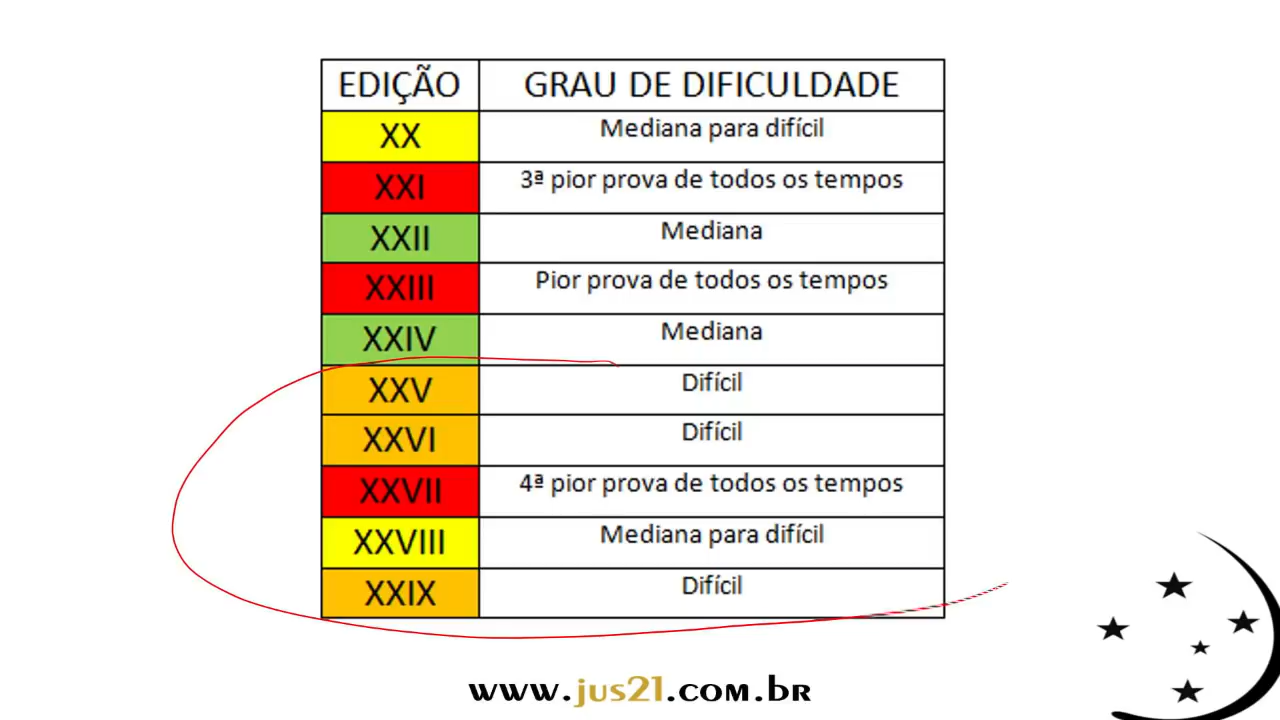 EDIÇÃO GRAU DE DIFICULDADE
XX Mediana para difícil
XXI 3ª pior prova de todos os tempos
XXII Mediana
XXIII Pior prova de todos os tempos
XXIV Mediana
XXV Difícil
XXVI Difícil
XXVII 4ª pior prova de todos os tempos
XXVIII Mediana para difícil
XXIX Difícil
www.jus21.com.br